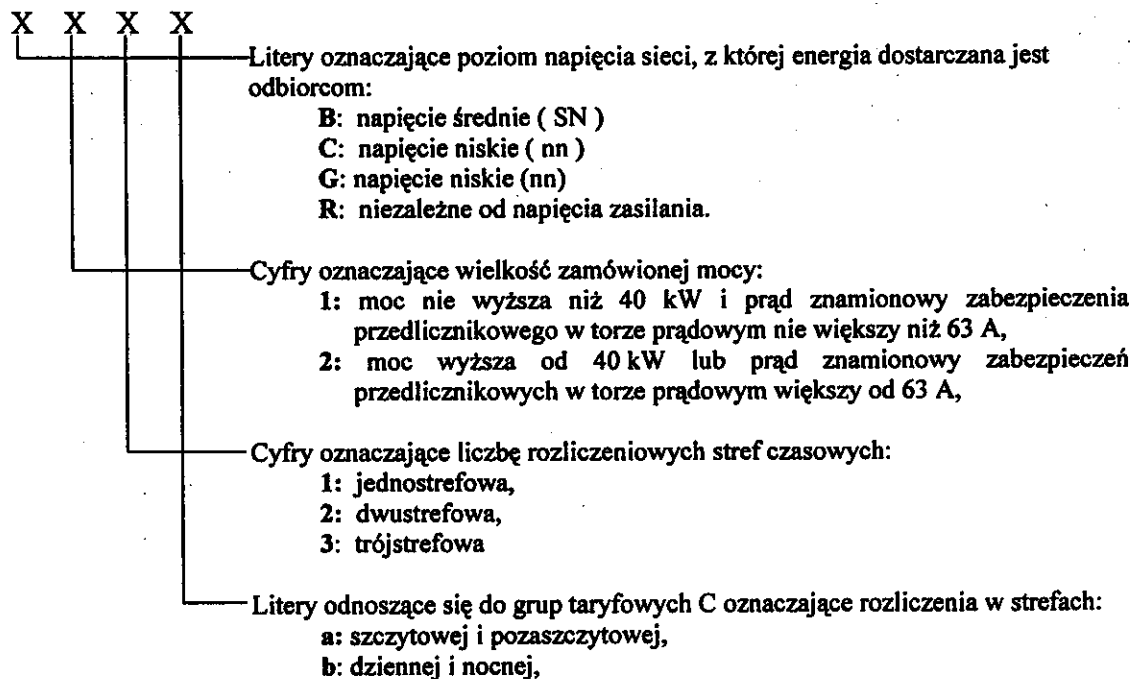 X X X X
Litery oznaczające poziom napięcia sieci, z której energia dostarczana jest
odbiorcom:
B: napięcie średnie ( SN )
C: napięcie niskie ( nn )
G: napięcie niskie (nn)
R: niezależne od napięcia zasilania.
Cyfry oznaczające wielkość zamówionej mocy:
1: moc nie wyższa niż 40 kW i prąd znamionowy zabezpieczenia
przedlicznikowego w torze prądowym nie większy niż 63 A,
2: moc wyższa od 40 kW lub prąd znamionowy zabezpieczeń
przedlicznikowych w torze prądowym większy od 63 A,
Cyfry oznaczające liczbę rozliczeniowych stref czasowych:
1: jednostrefowa,
2: dwustrefowa,
3: trójstrefowa
Litery odnoszące się do grup taryfowych C oznaczające rozliczenia w strefach:
a: szczytowej i pozaszczytowej,
b: dziennej i nocnej,